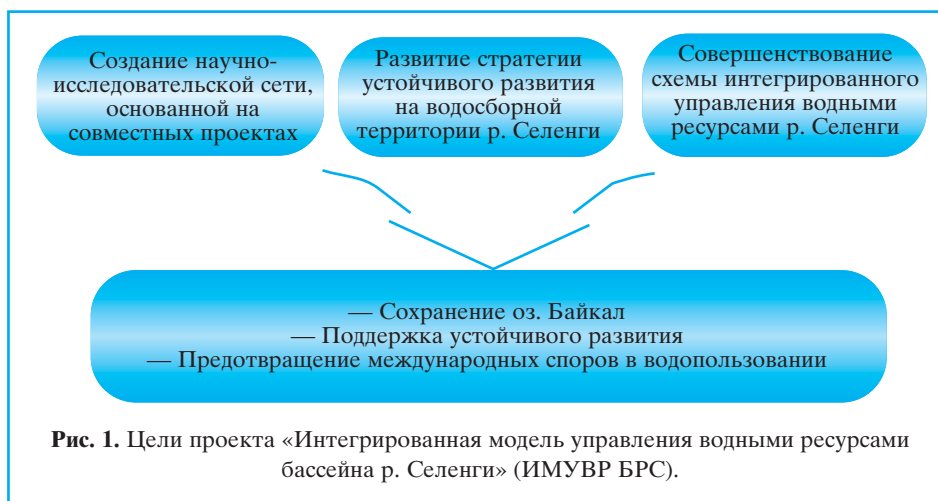 Создание научно-
исследовательской сети,
основанной на
совместных проектах
Развитие стратегии
устойчивого развития
на водосборной
территории р. Селенги
Совершенствование
схемы интегрированного
управления водными
ресурсами р. Селенги
— Сохранение оз. Байкал
— Поддержка устойчивого развития
— Предотвращение международных споров в водопользовании
Рис. 1. Цели проекта «Интегрированная модель управления водными ресурсами
бассейна р. Селенги» (ИМУВР БРС).